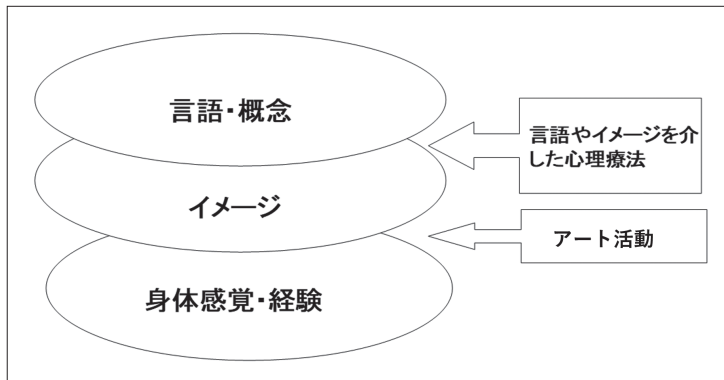 言語・概念
言語やイメージを介
した心理療法
イメージ
アート活動
身体感覚・経験